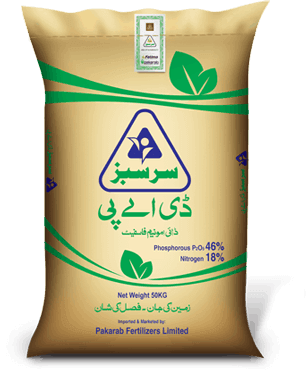 سرسبز
ڈی اے پی
ڈائی امونیم فاسفیٹ
Phosphorous P₂O₅ 46%
Nitrogen 18%
Net Weight 50KG
زمین کی جان - فصل کی شان
Imported & Marketed by:
Pakarab Fertilizers Limited